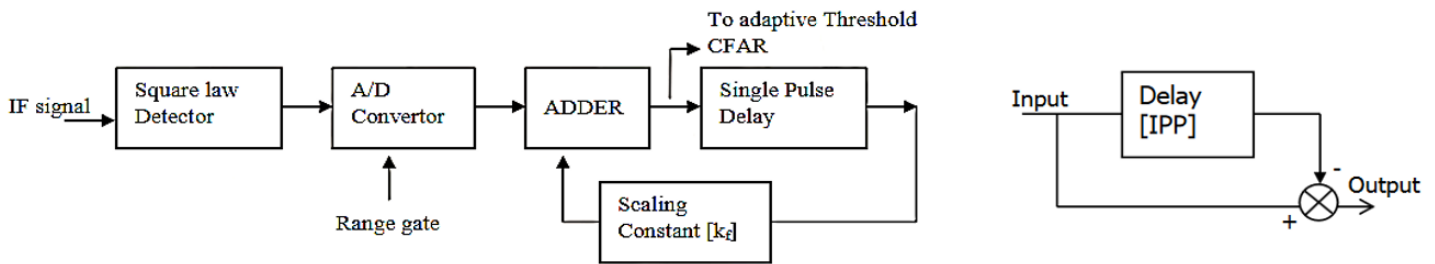 To adaptive Threshold
CFAR
IF signal
Square law
Detector
A/D
Convertor
ADDER
Single Pulse
Delay
Scaling
Constant [kf]
Range gate
Input
Delay
[IPP]
-
+
Output